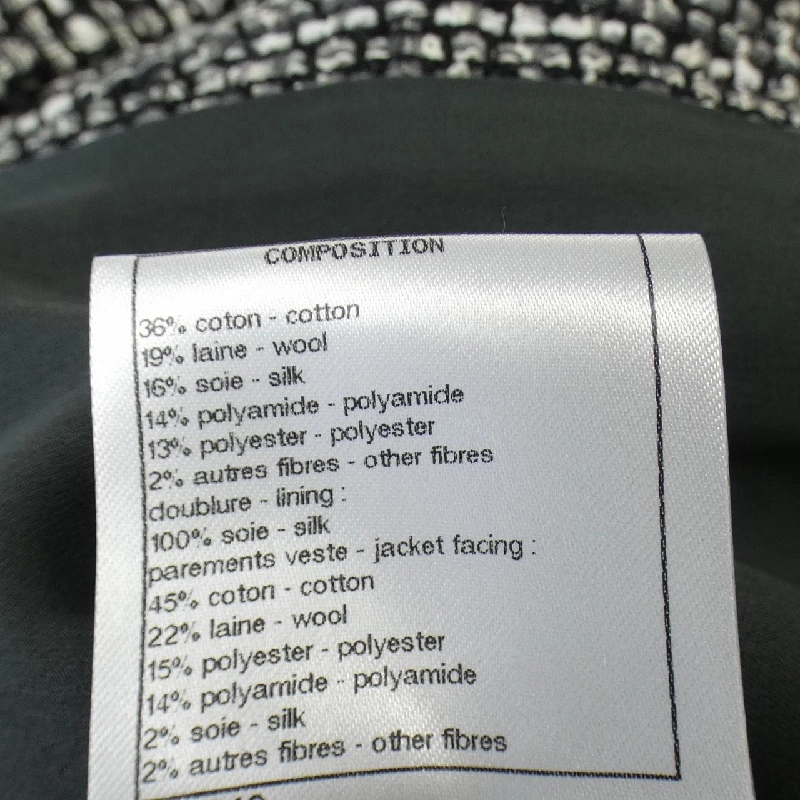 COMPOSITION
36% coton - cotton
19% laine - wool
16% soie - silk
14% polyamide - polyamide
13% polyester - polyester
2% autres fibres - other fibres
doublure - lining :
100% soie - silk
parements veste - jacket facing :
45% coton - cotton
22% laine - wool
15% polyester - polyester
14% polyamide - polyamide
2% soie - silk
2% autres fibres - other fibres